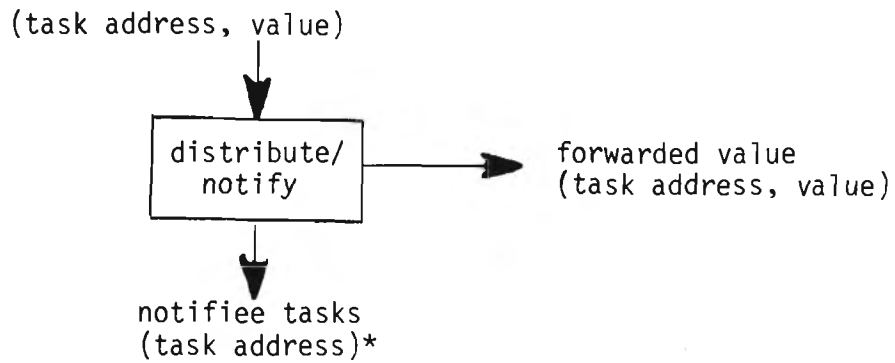 (task address, value)
distribute/
notify
forwarded value
(task address, value)
notifiee tasks
(task address)*